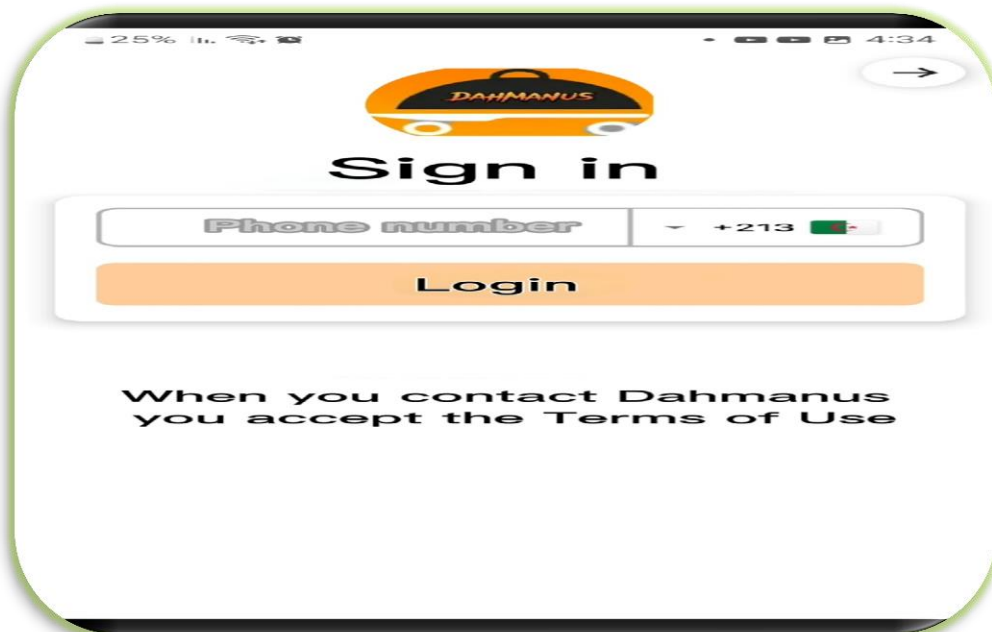 25% 4:34
DAHMANUS
Sign in
Phone number +213
Login
When you contact Dahmanus
you accept the Terms of Use